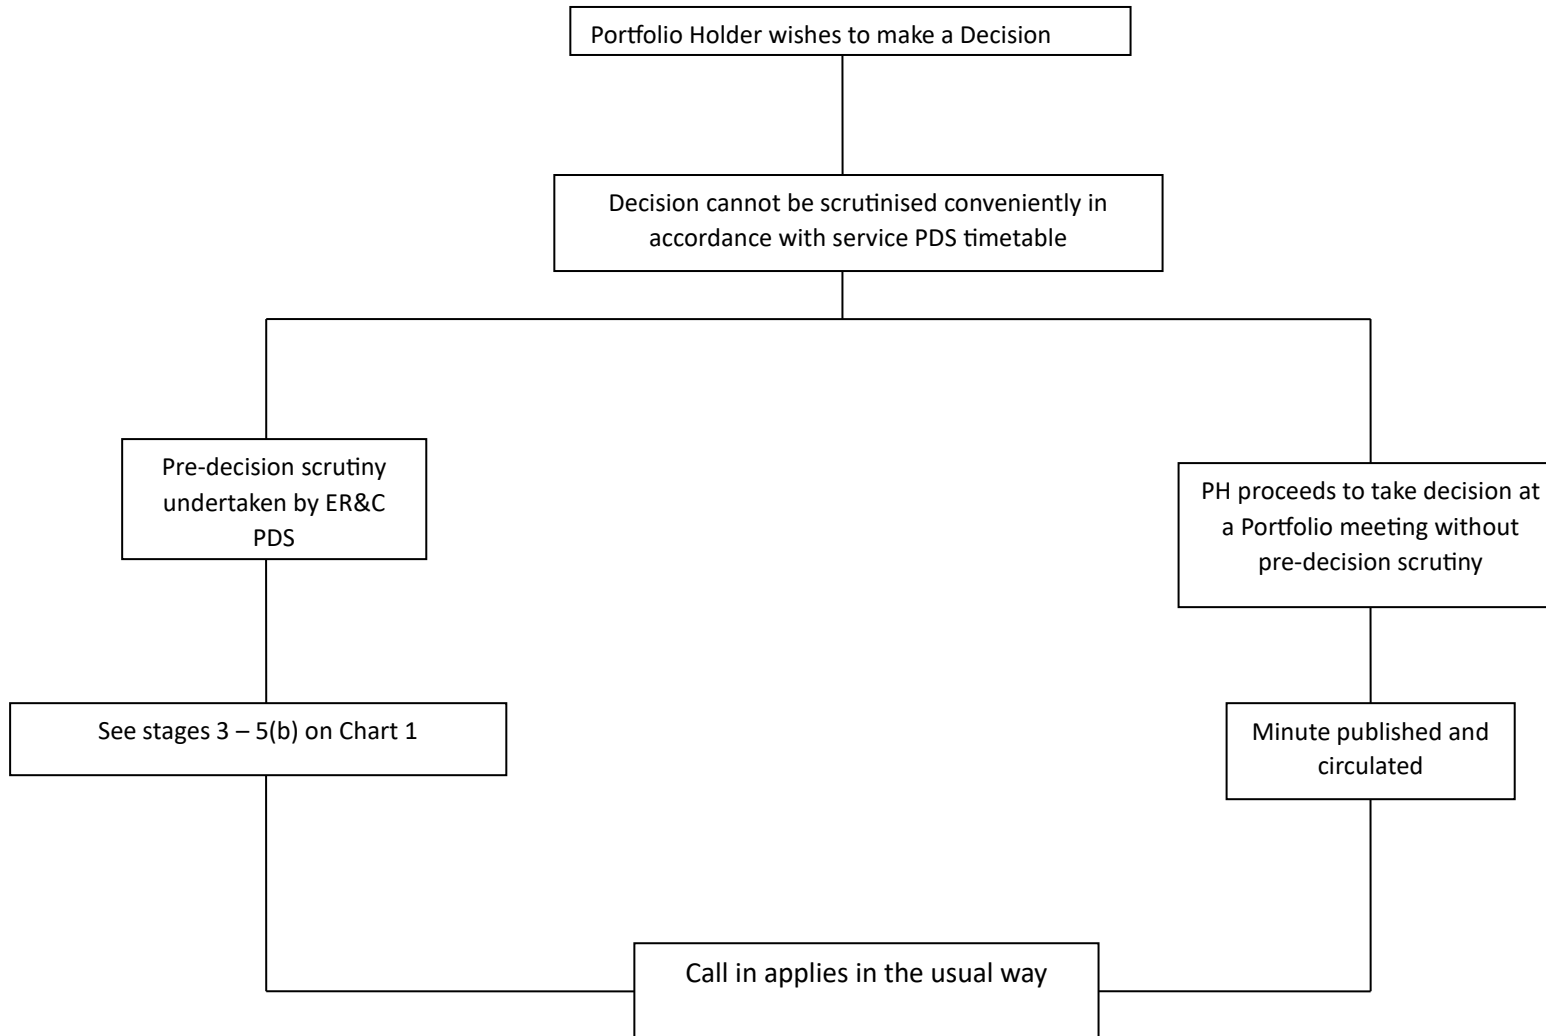 Portfolio Holder wishes to make a Decision
Decision cannot be scrutinised conveniently in
accordance with service PDS timetable
Pre-decision scrutiny
undertaken by ER&C
PDS
PH proceeds to take decision at
a Portfolio meeting without
pre-decision scrutiny
See stages 3 – 5(b) on Chart 1
Minute published and
circulated
Call in applies in the usual way